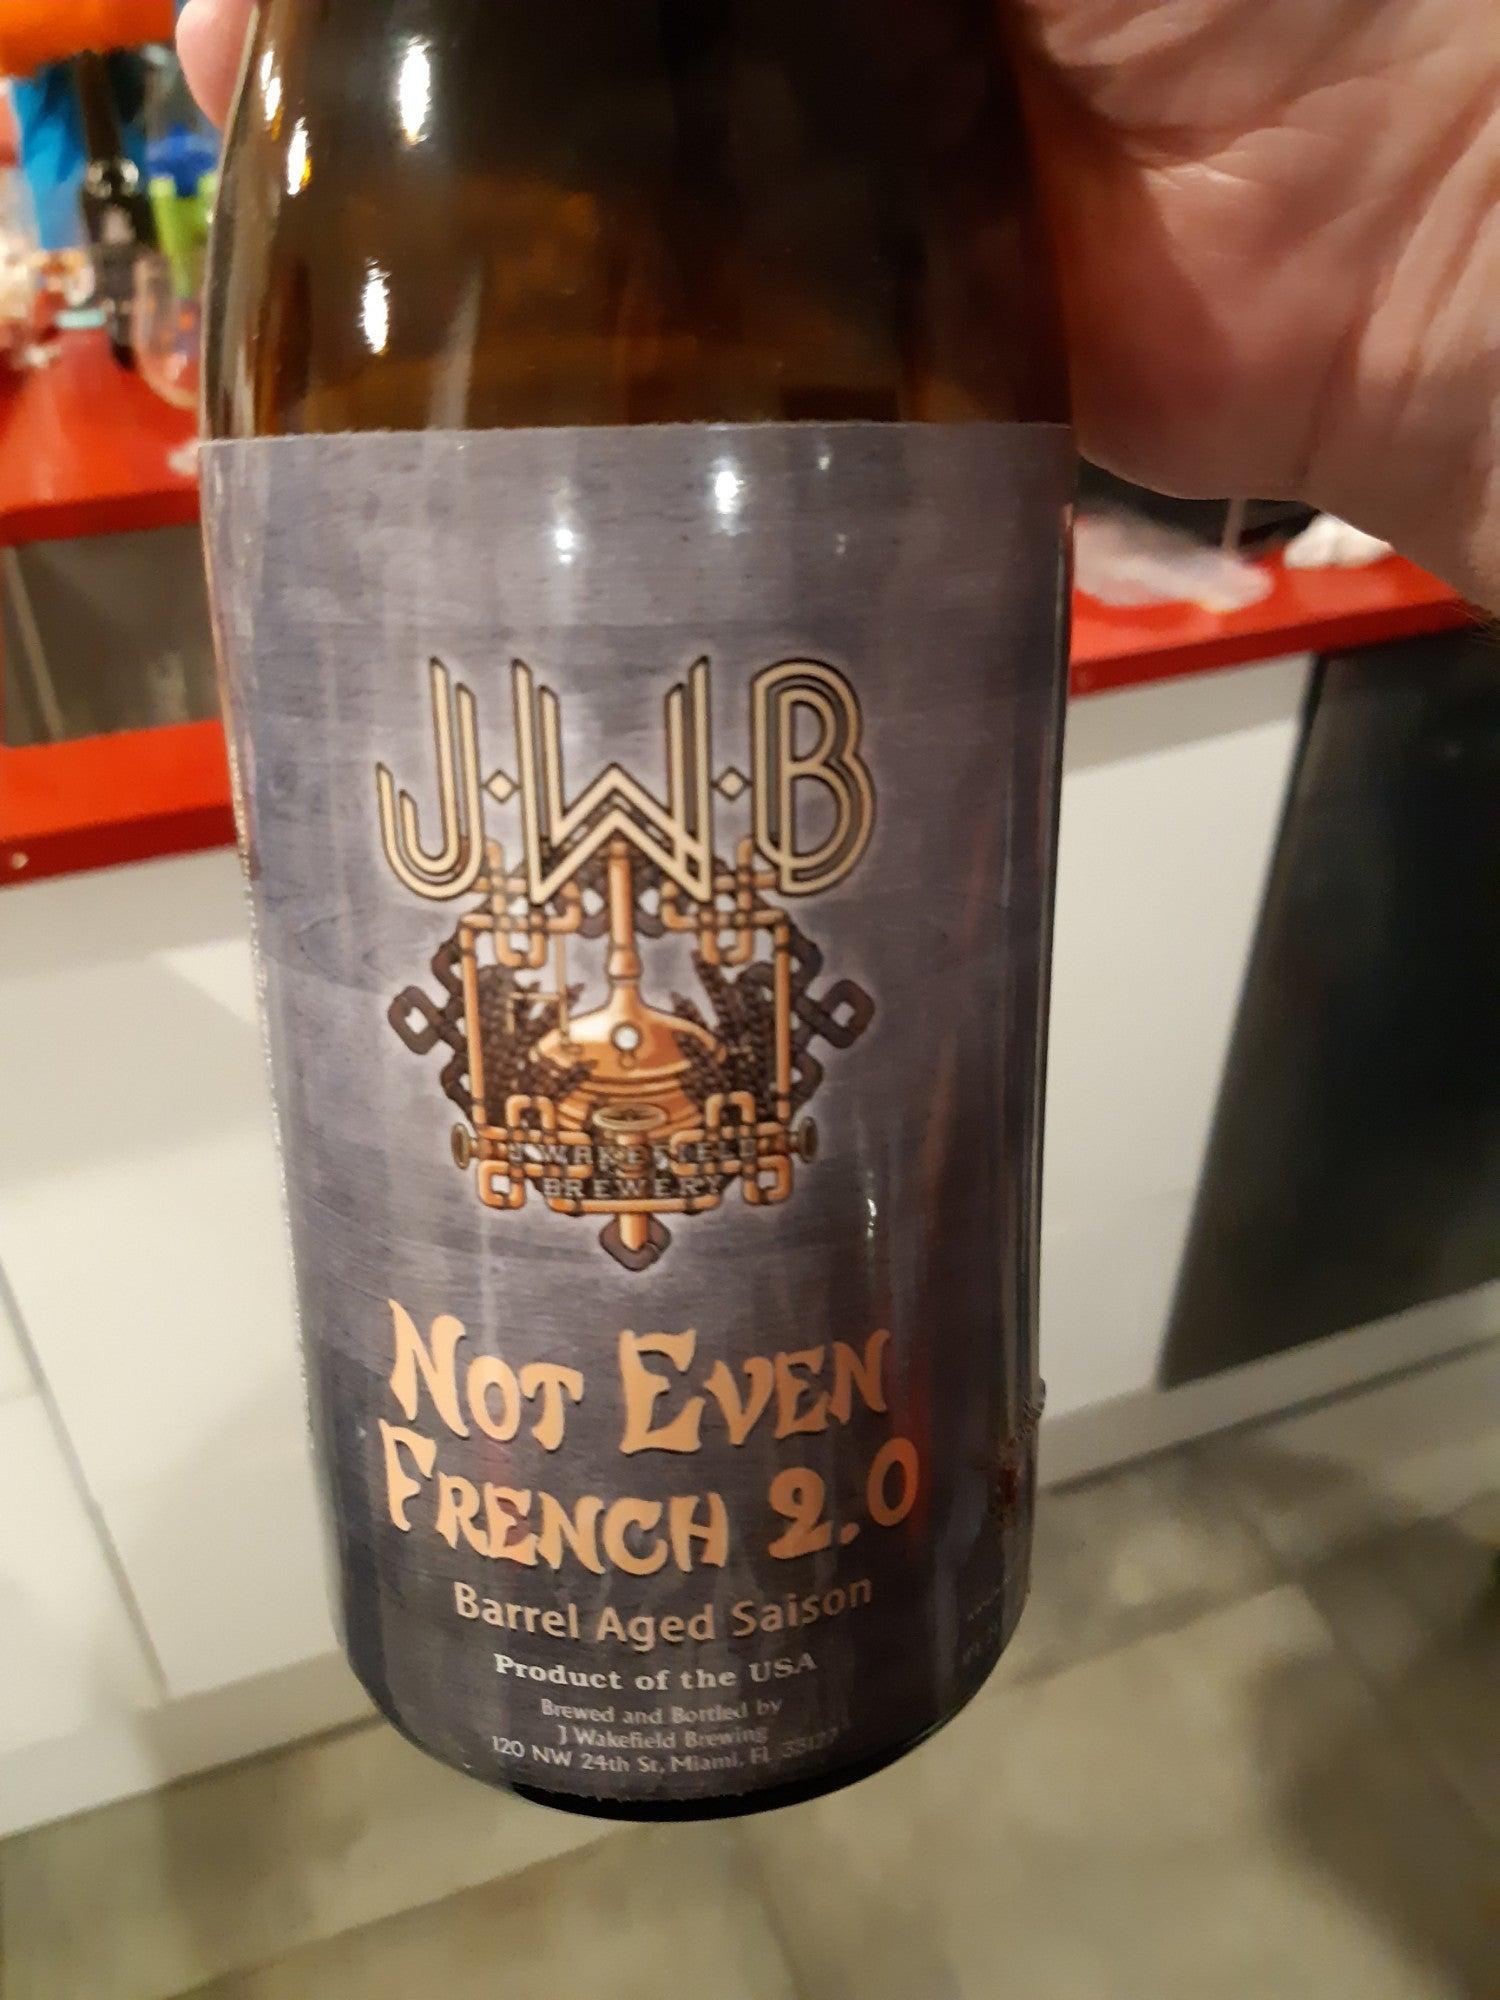 J·W·B
J WAKEFIELD
BREWERY
NOT EVEN
FRENCH 2.0
Barrel Aged Saison
Product of the USA
Brewed and Bottled by
J Wakefield Brewing
120 NW 24th St, Miami, FL